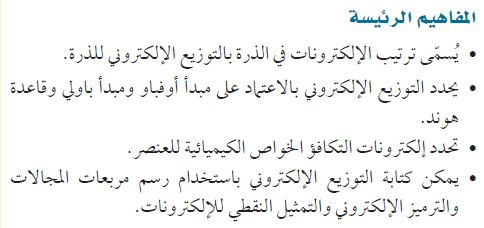 المفاهيم الرئيسة
• يُسمّى ترتيب الإلكترونات في الذرة بالتوزيع الإلكتروني للذرة.
• يحدد التوزيع الإلكتروني بالاعتماد على مبدأ أوفباو ومبدأ باولي وقاعدة
هوند.
• تحدد إلكترونات التكافؤ الخواص الكيميائية للعنصر.
• يمكن كتابة التوزيع الإلكتروني باستخدام رسم مربعات المجالات
والترميز الإلكتروني والتمثيل النقطي للإلكترونات.